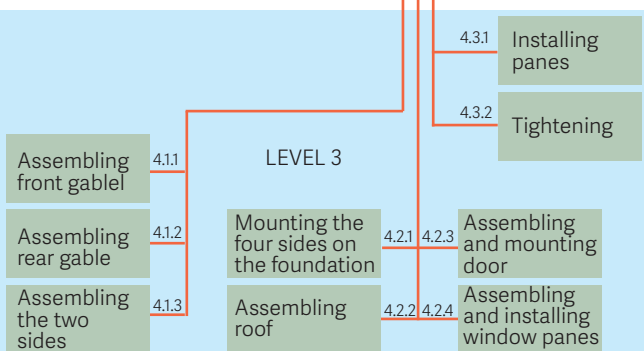 4.3.1
Installing
panes
4.3.2
Tightening
LEVEL 3
Assembling
front gablel
4.1.1
Assembling
rear gable
4.1.2
Assembling
the two
sides
4.1.3
Mounting the
four sides on
the foundation
4.2.1
4.2.3
Assembling
and mounting
door
Assembling
roof
4.2.2
4.2.4
Assembling
and installing
window panes